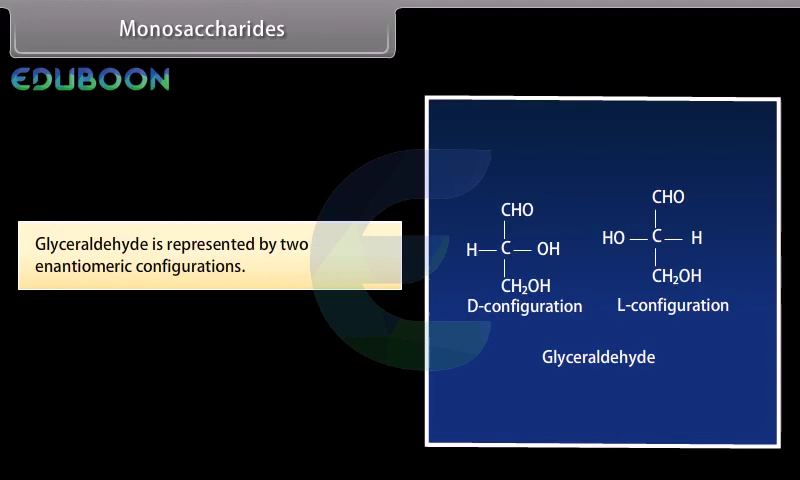 Monosaccharides
EDUBOON
Glyceraldehyde is represented by two
enantiomeric configurations.
CHO
H—C—OH
CH₂OH
D-configuration
CHO
HO—C—H
CH₂OH
L-configuration
Glyceraldehyde